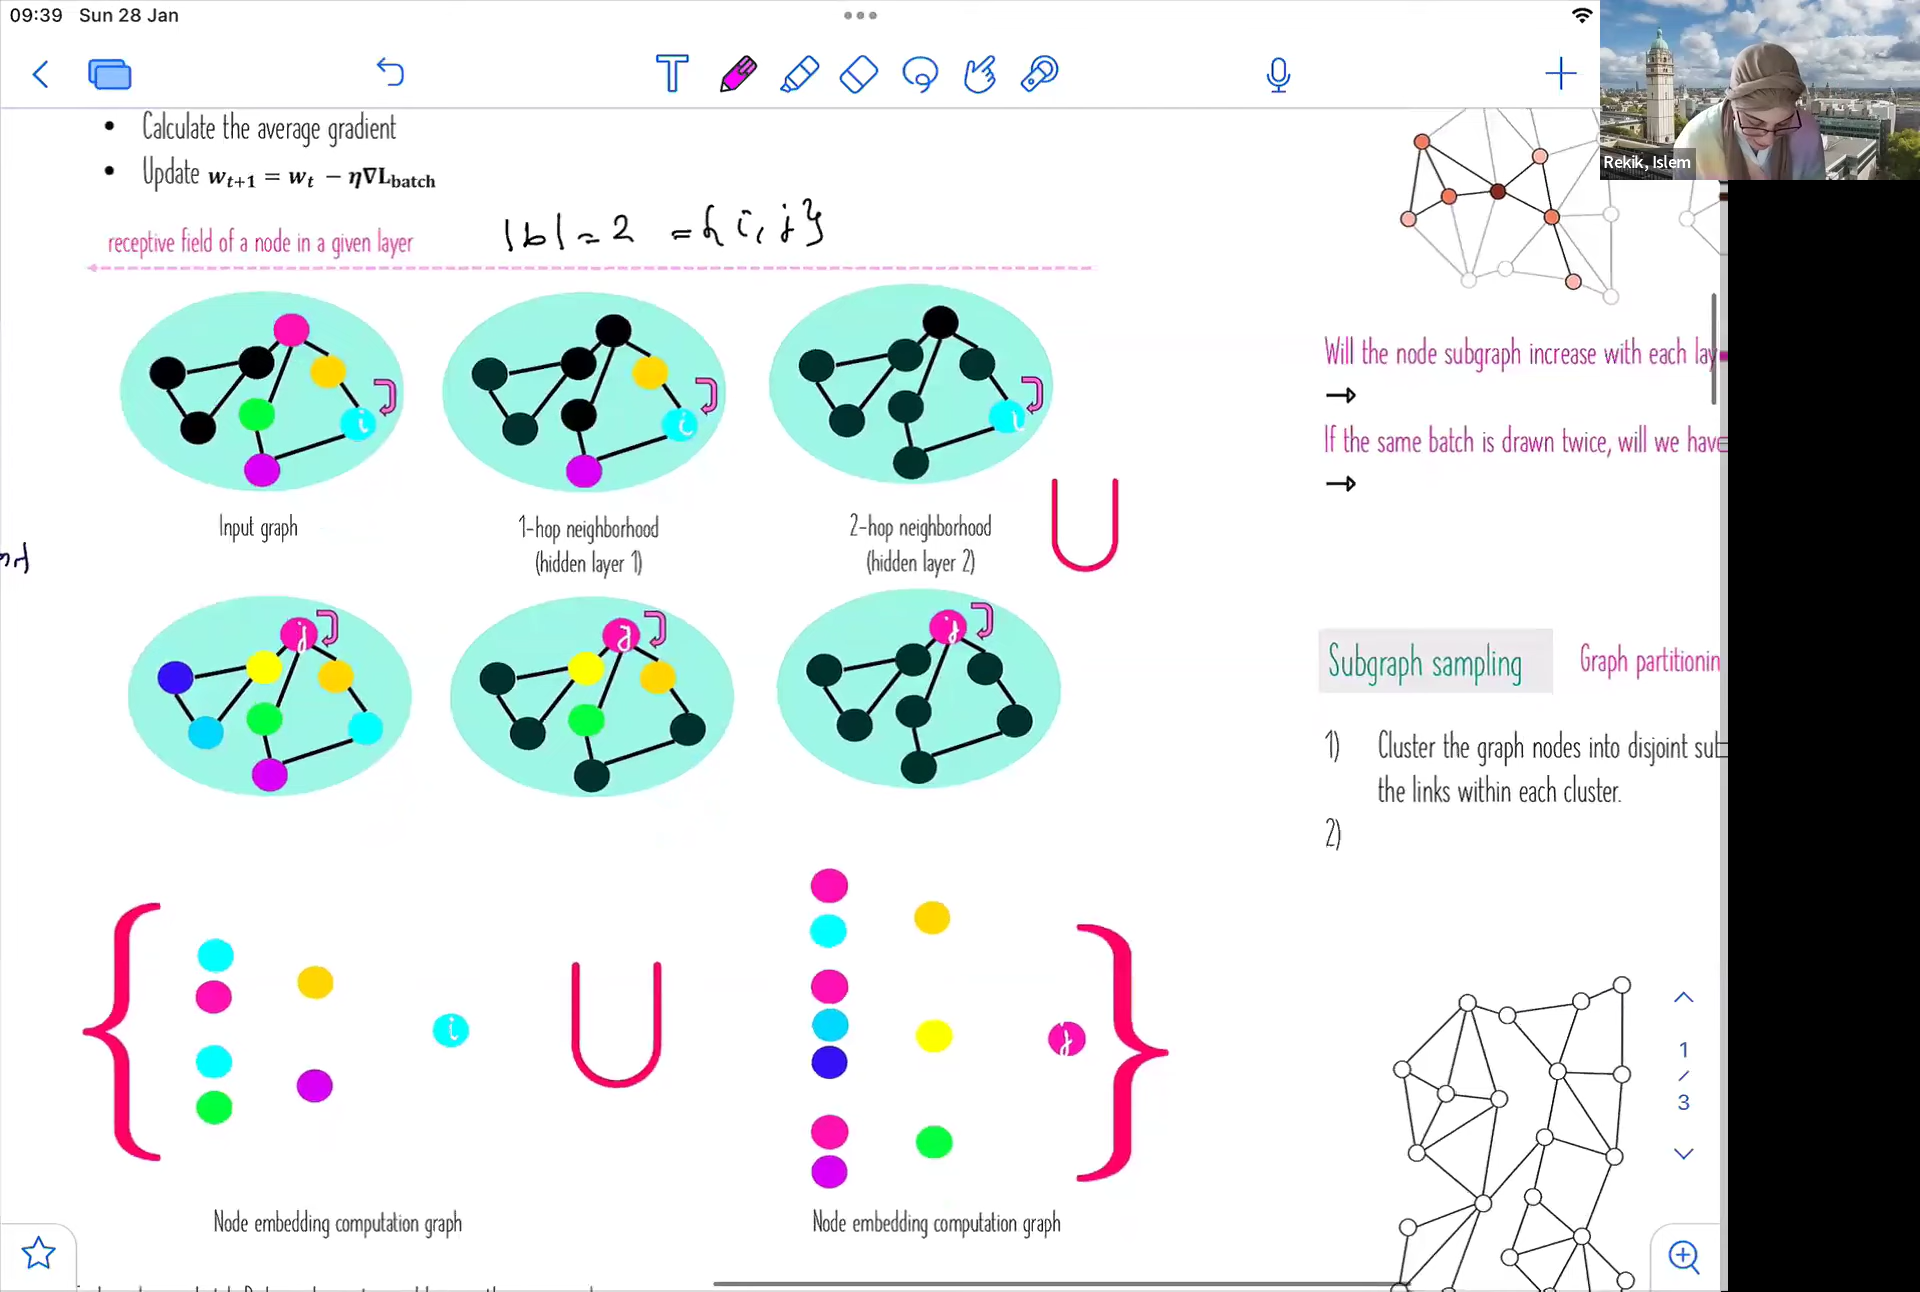 09:39 Sun 28 Jan
Rekik, Islem
T
• Calculate the average gradient
• Update w_{t+1} = w_t − η∇L_batch
receptive field of a node in a given layer
|b| = 2 = {i, j}
i
i
i
Input graph
1-hop neighborhood
(hidden layer 1)
2-hop neighborhood
(hidden layer 2)
j
j
j
i
j
Node embedding computation graph
Node embedding computation graph
Will the node subgraph increase with each lay
→
If the same batch is drawn twice, will we have
→
Subgraph sampling
Graph partitionin
1) Cluster the graph nodes into disjoint sub
the links within each cluster.
2)
1
/
3